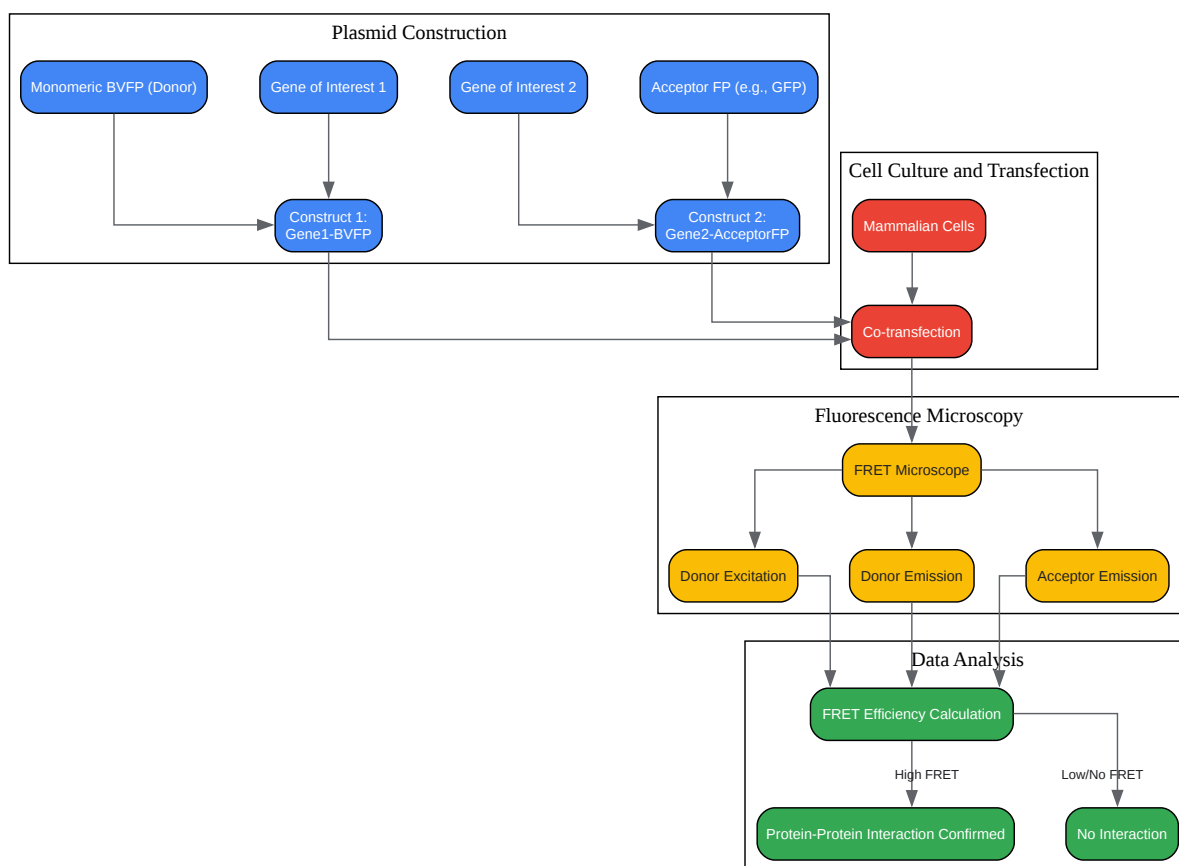 Plasmid Construction
Monomeric BVFP (Donor)
Gene of Interest 1
Gene of Interest 2
Acceptor FP (e.g., GFP)
Construct 1:
Gene1-BVFP
Construct 2:
Gene2-AcceptorFP
Cell Culture and Transfection
Mammalian Cells
Co-transfection
Fluorescence Microscopy
FRET Microscope
Donor Excitation
Donor Emission
Acceptor Emission
Data Analysis
FRET Efficiency Calculation
High FRET
Low/No FRET
Protein-Protein Interaction Confirmed
No Interaction